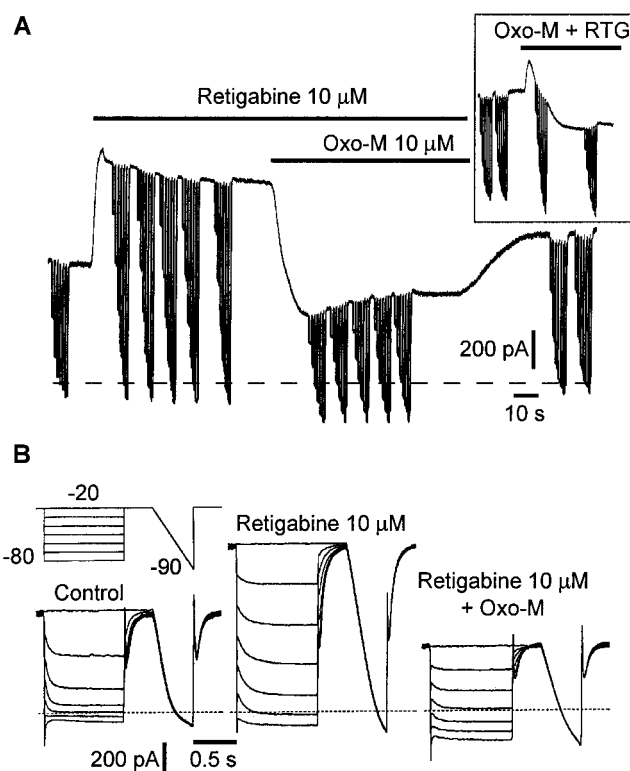 A
Oxo-M + RTG
Retigabine 10 µM
Oxo-M 10 µM
200 pA
10 s
B
-20
-80
-90
Control
Retigabine 10 µM
Retigabine 10 µM
+ Oxo-M
200 pA
0.5 s